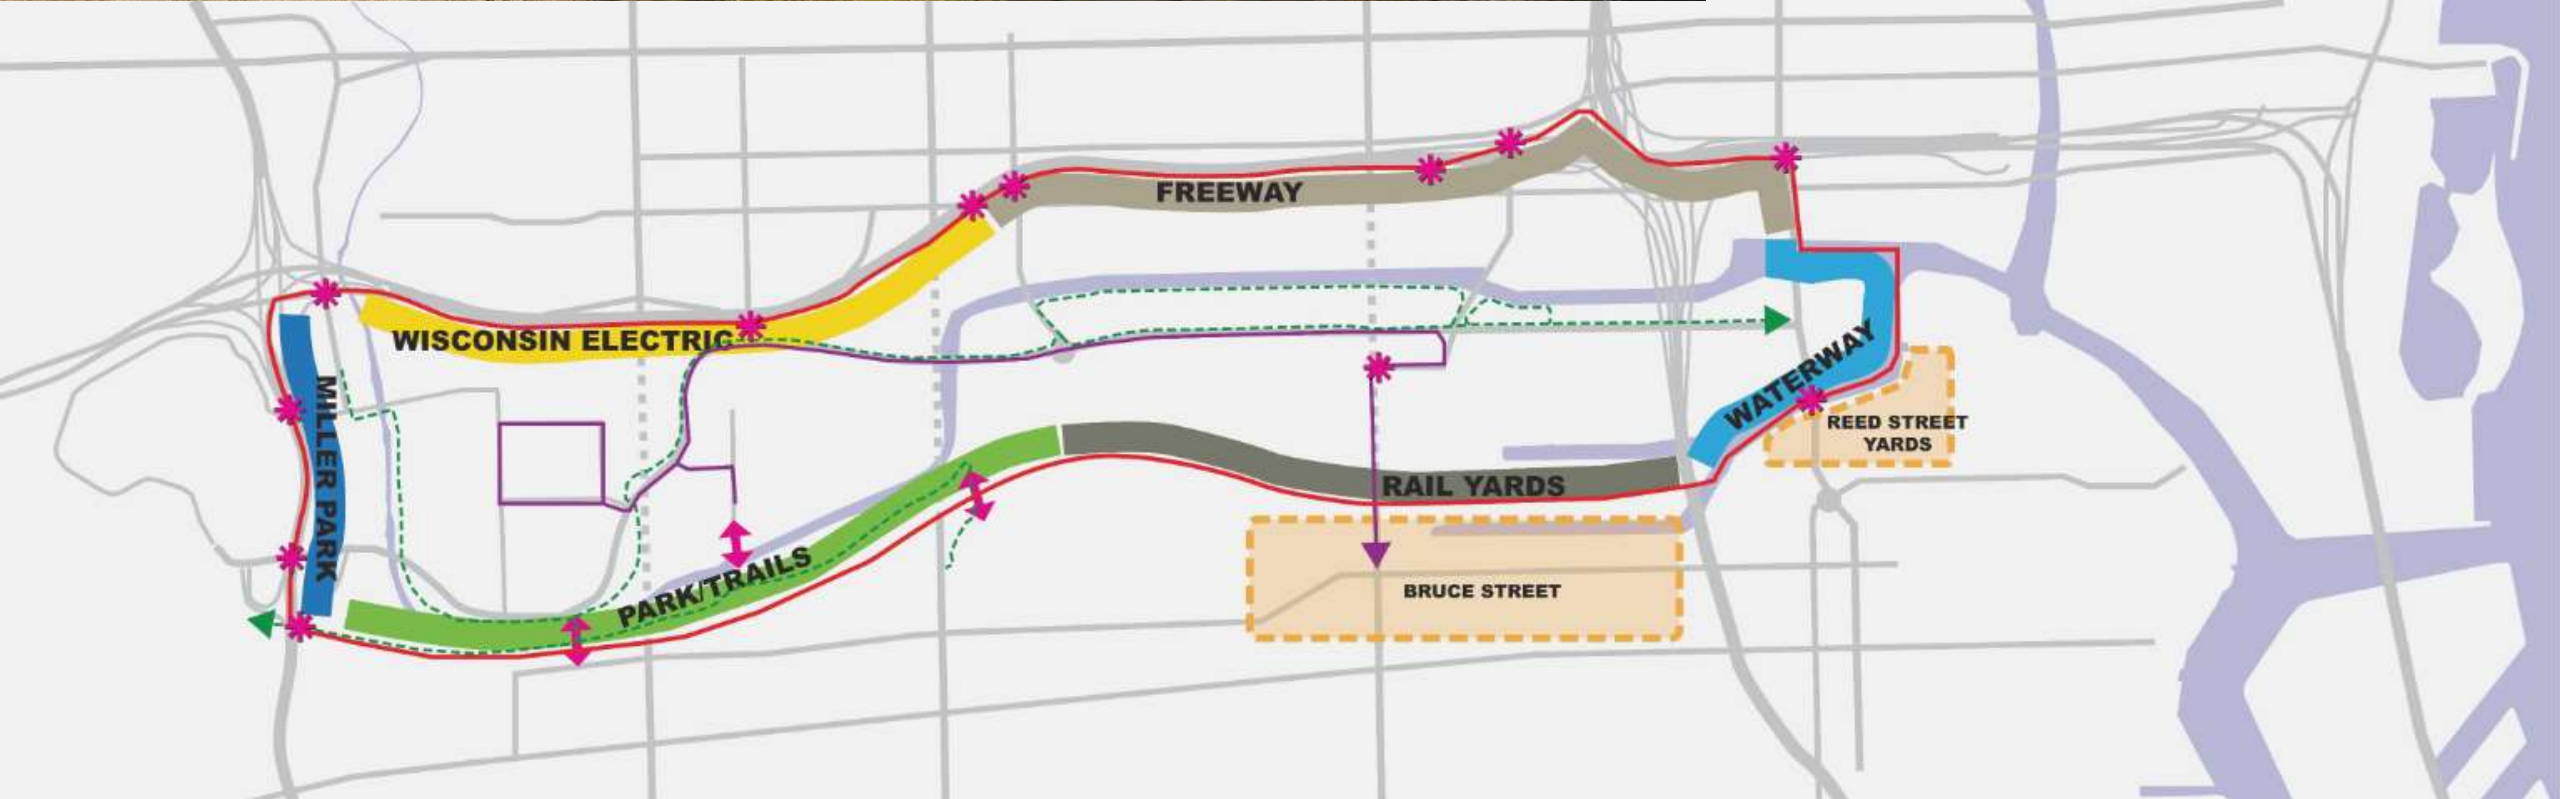 FREEWAY
WISCONSIN ELECTRIC
MILLER PARK
WATERWAY
REED STREET
YARDS
RAIL YARDS
PARK/TRAILS
BRUCE STREET